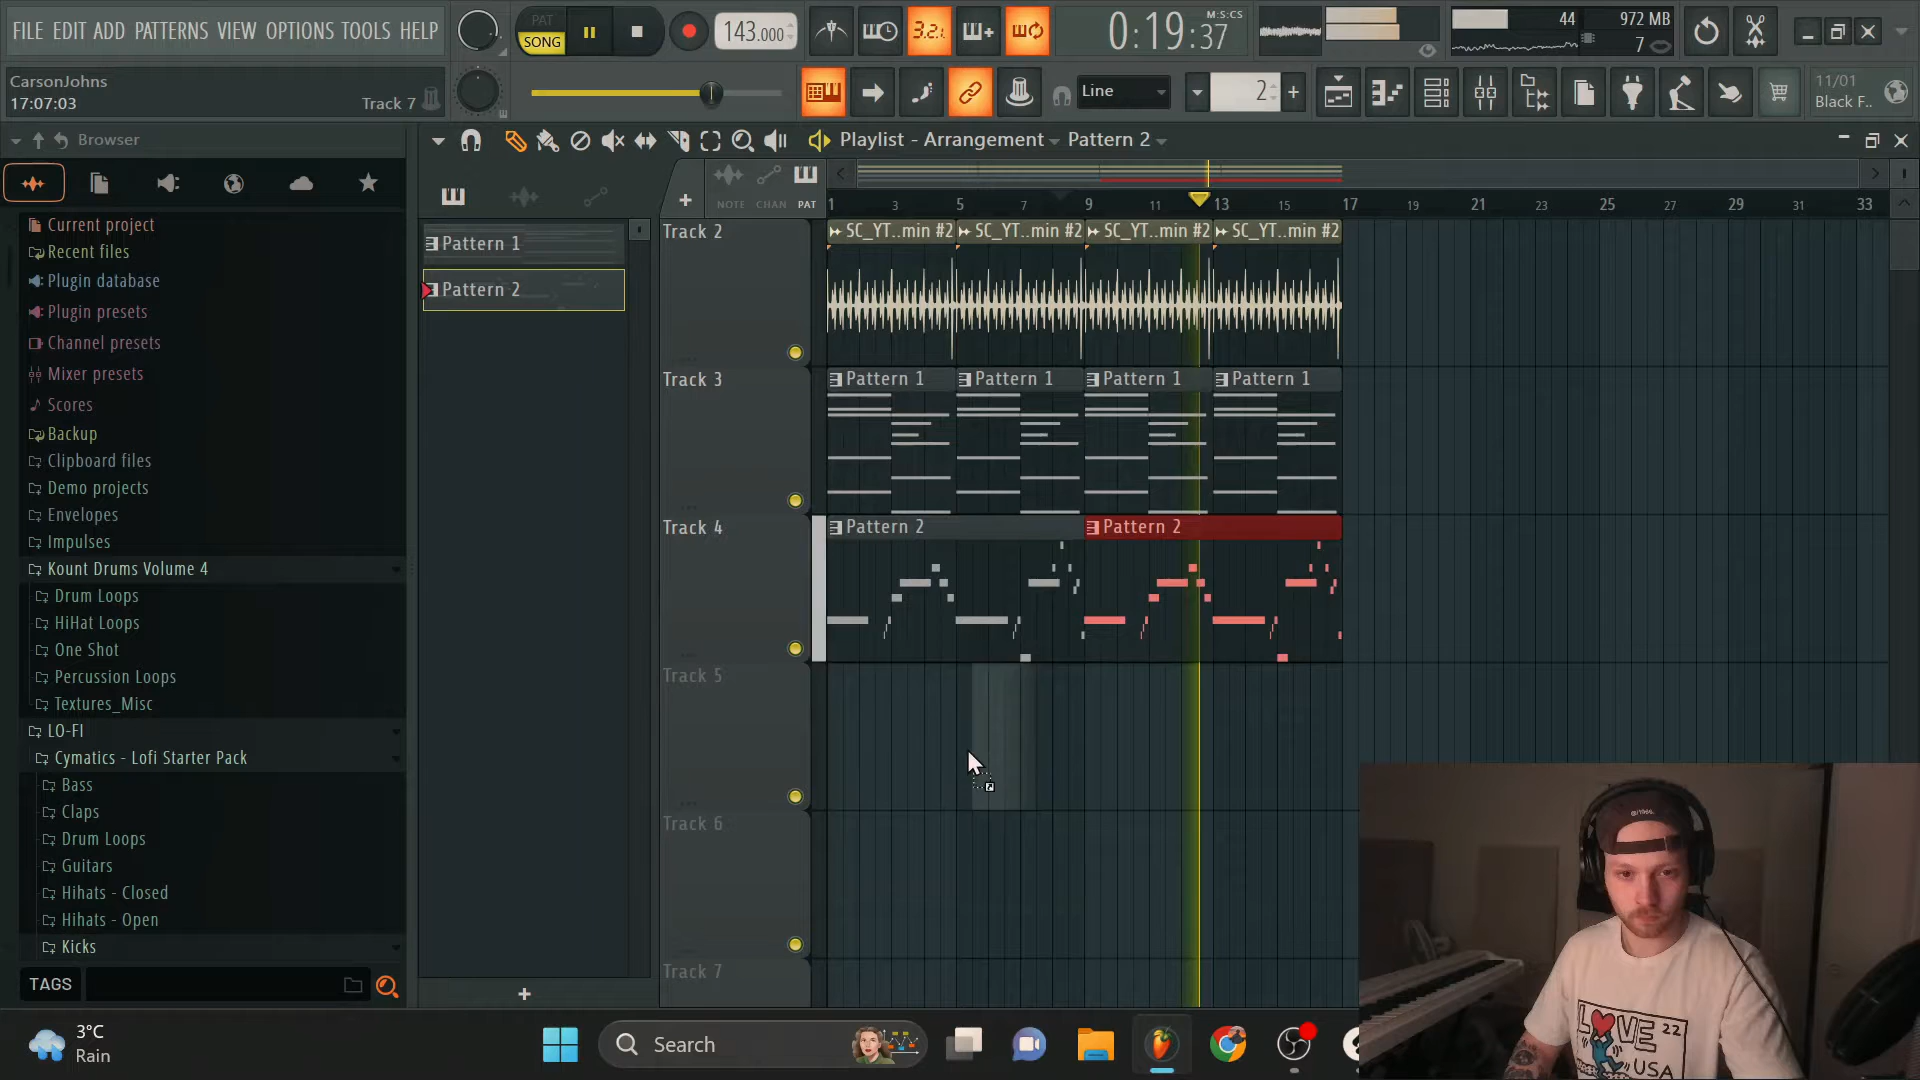 FILE EDIT ADD PATTERNS VIEW OPTIONS TOOLS HELP
PAT
SONG
143.000
3.2.
0:19:37
M:S:CS
44
972 MB
7
CarsonJohns
17:07:03
Track 7
Line
2
11/01
Black F..
Browser
Playlist - Arrangement
Pattern 2
NOTE CHAN PAT
1 3 5 7 9 11 13 15 17 19 21 23 25 27 29 31 33
Current project
Recent files
Plugin database
Plugin presets
Channel presets
Mixer presets
Scores
Backup
Clipboard files
Demo projects
Envelopes
Impulses
Kount Drums Volume 4
Drum Loops
HiHat Loops
One Shot
Percussion Loops
Textures_Misc
LO-FI
Cymatics - Lofi Starter Pack
Bass
Claps
Drum Loops
Guitars
Hihats - Closed
Hihats - Open
Kicks
TAGS
Pattern 1
Pattern 2
Track 2
SC_YT..min #2 SC_YT..min #2 SC_YT..min #2 SC_YT..min #2
Track 3
Pattern 1 Pattern 1 Pattern 1 Pattern 1
Track 4
Pattern 2 Pattern 2
Track 5
Track 6
Track 7
LOVE 22
USA
3°C
Rain
Search